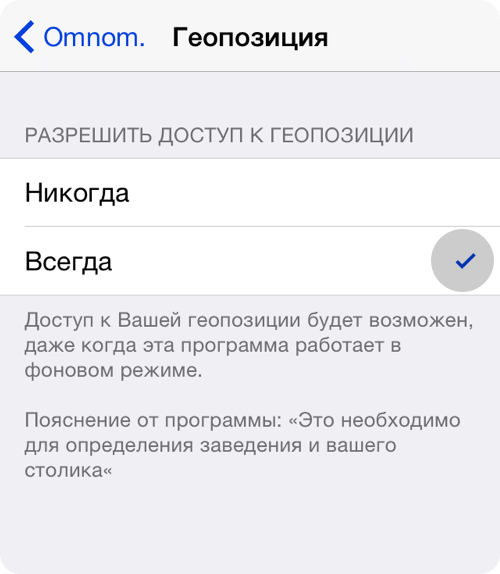 Omnom. Геопозиция
РАЗРЕШИТЬ ДОСТУП К ГЕОПОЗИЦИИ
Никогда
Всегда
Доступ к Вашей геопозиции будет возможен,
даже когда эта программа работает в
фоновом режиме.
Пояснение от программы: «Это необходимо
для определения заведения и вашего
столика«